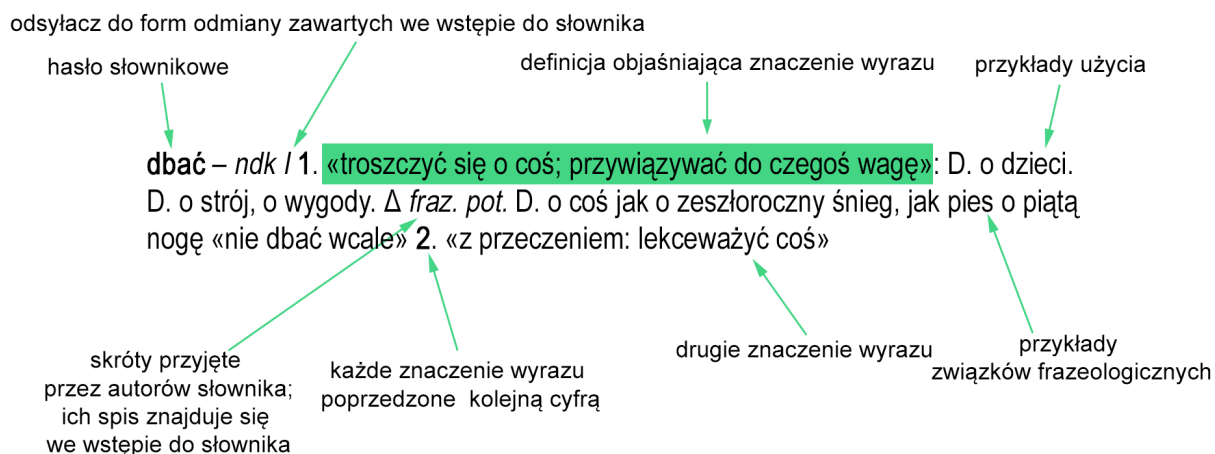 odsyłacz do form odmiany zawartych we wstępie do słownika
hasło słownikowe
definicja objaśniająca znaczenie wyrazu
przykłady użycia
dbać – ndk I 1. «troszczyć się o coś; przywiązywać do czegoś wagę»: D. o dzieci.
D. o strój, o wygody. Δ fraz. pot. D. o coś jak o zeszłoroczny śnieg, jak pies o piątą
nogę «nie dbać wcale» 2. «z przeczeniem: lekceważyć coś»
skróty przyjęte
przez autorów słownika;
ich spis znajduje się
we wstępie do słownika
każde znaczenie wyrazu
poprzedzone kolejną cyfrą
drugie znaczenie wyrazu
przykłady
związków frazeologicznych